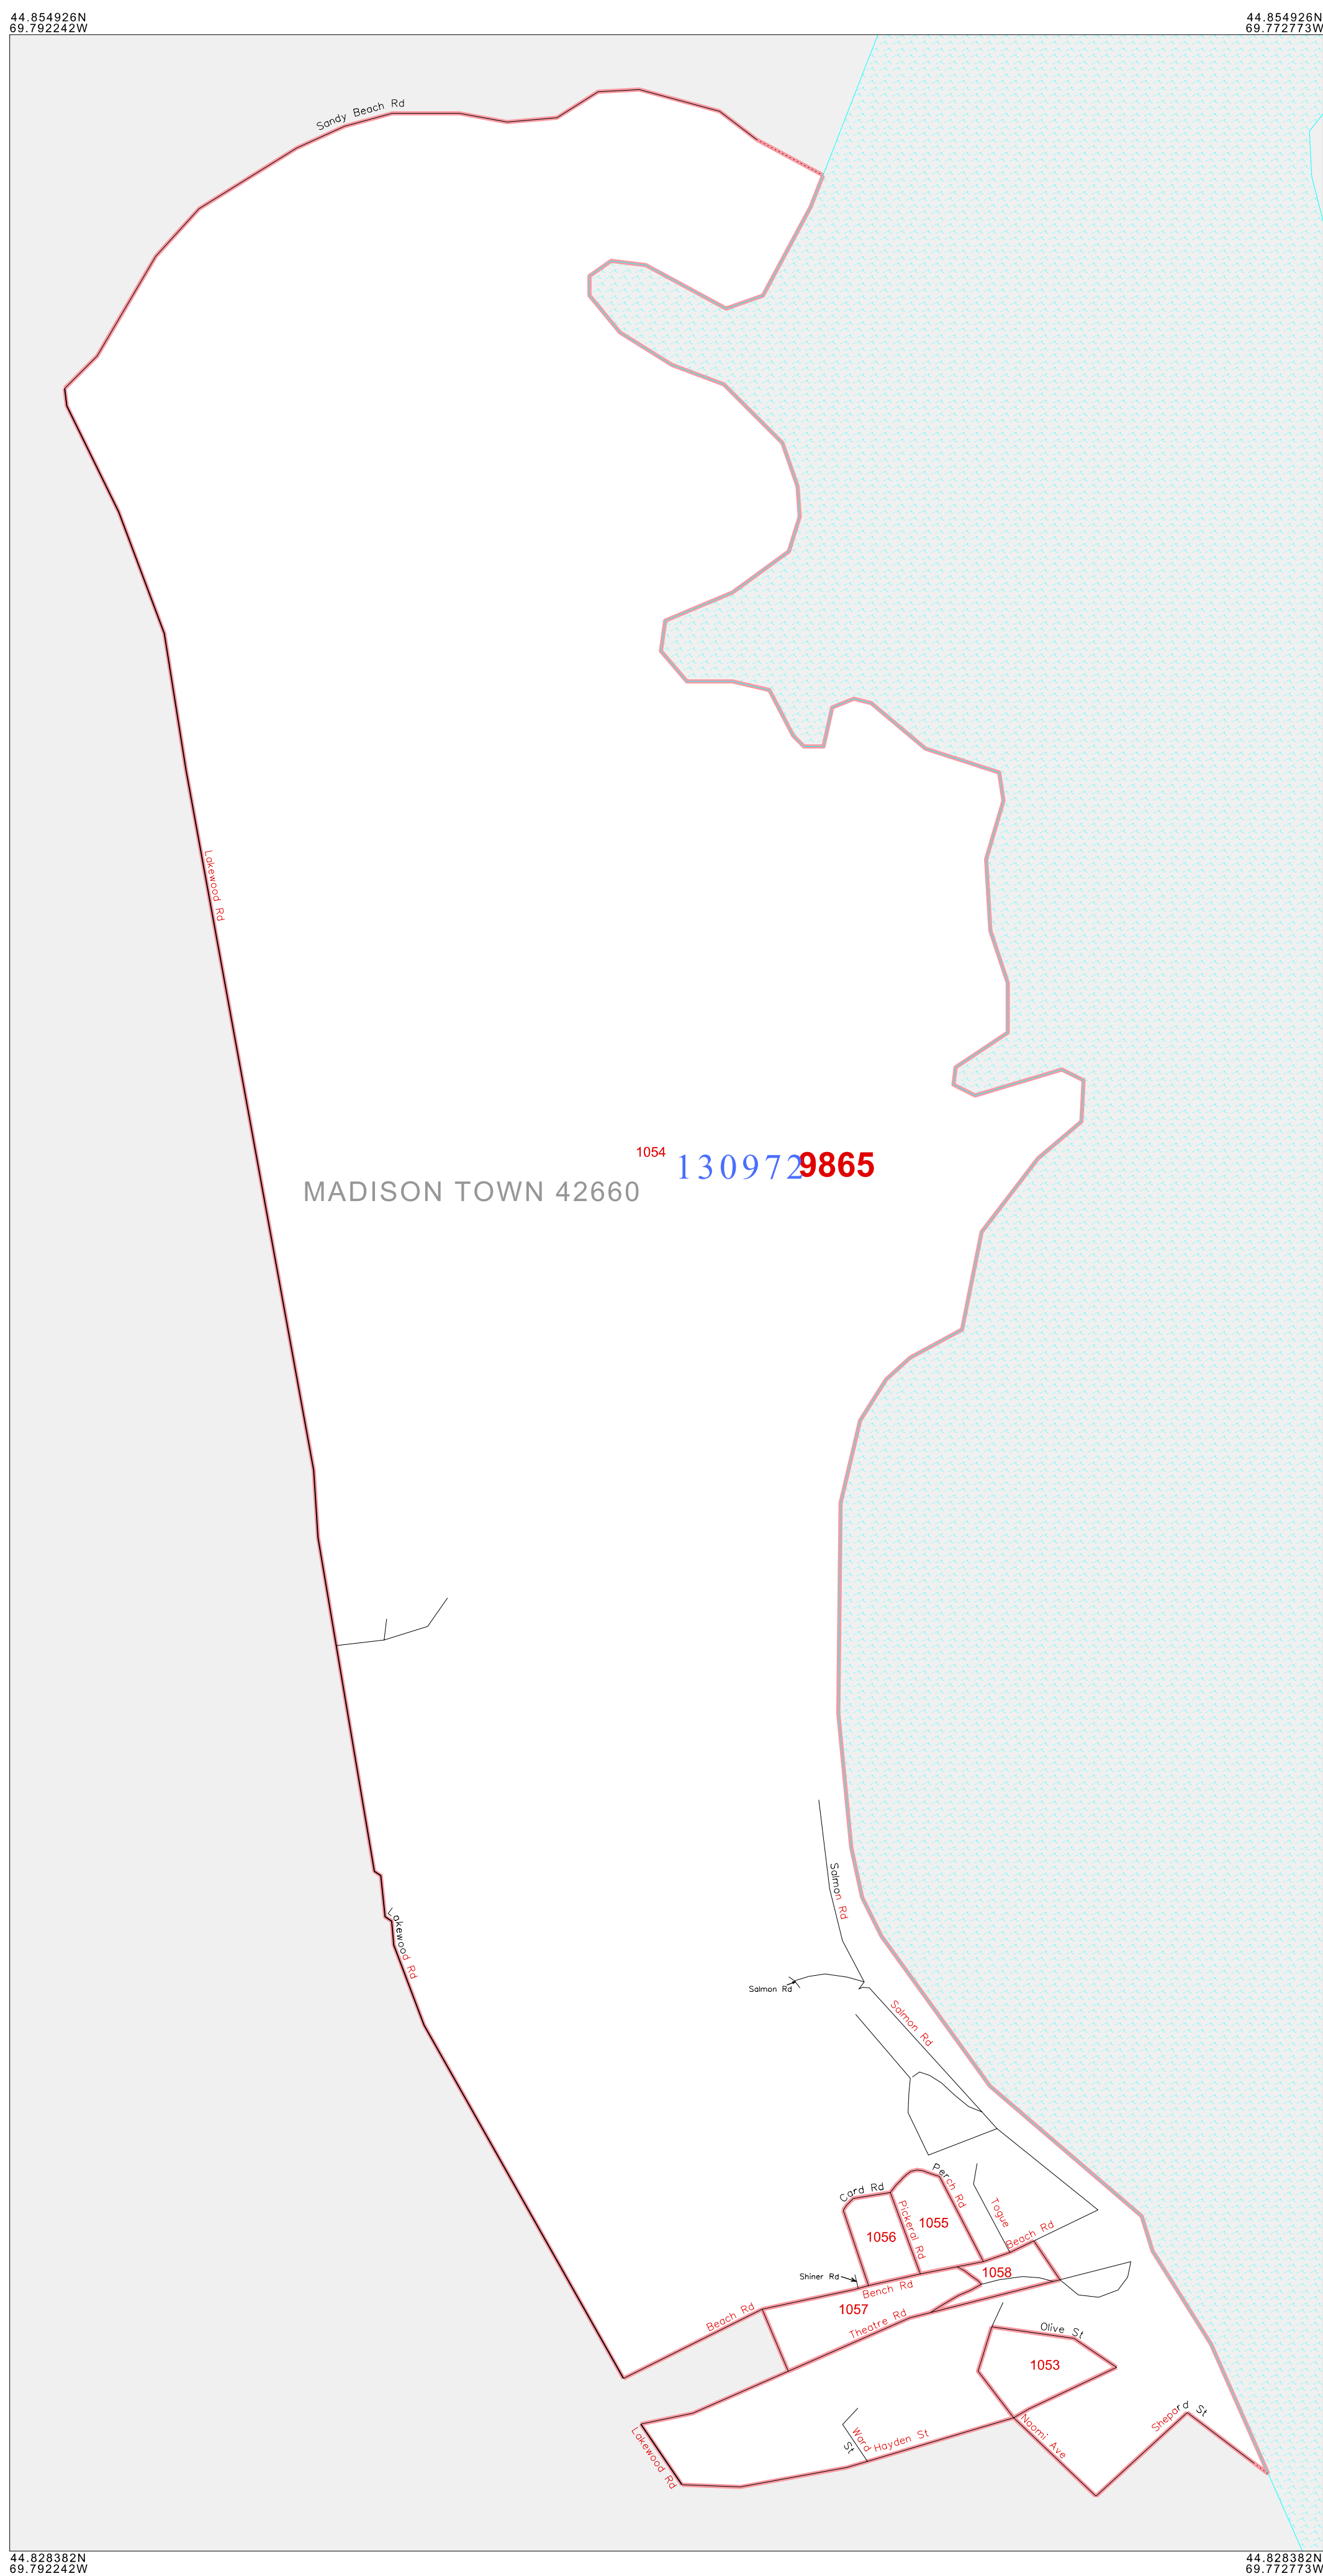 44.854926N
69.792242W
44.854926N
69.772773W
Sandy Beach Rd
Lakewood Rd
1054
130972
9865
MADISON TOWN 42660
Salmon Rd
Lakewood Rd
Salmon Rd
Salmon Rd
Perch Rd
Card Rd
Pickeral Rd
Togue
1055
1056
Beach Rd
Shiner Rd
1058
Bench Rd
1057
Beach Rd
Theatre Rd
Olive St
1053
Shepard St
Naomi Ave
Ward St
Hayden St
Lakewood Rd
44.828382N
69.792242W
44.828382N
69.772773W